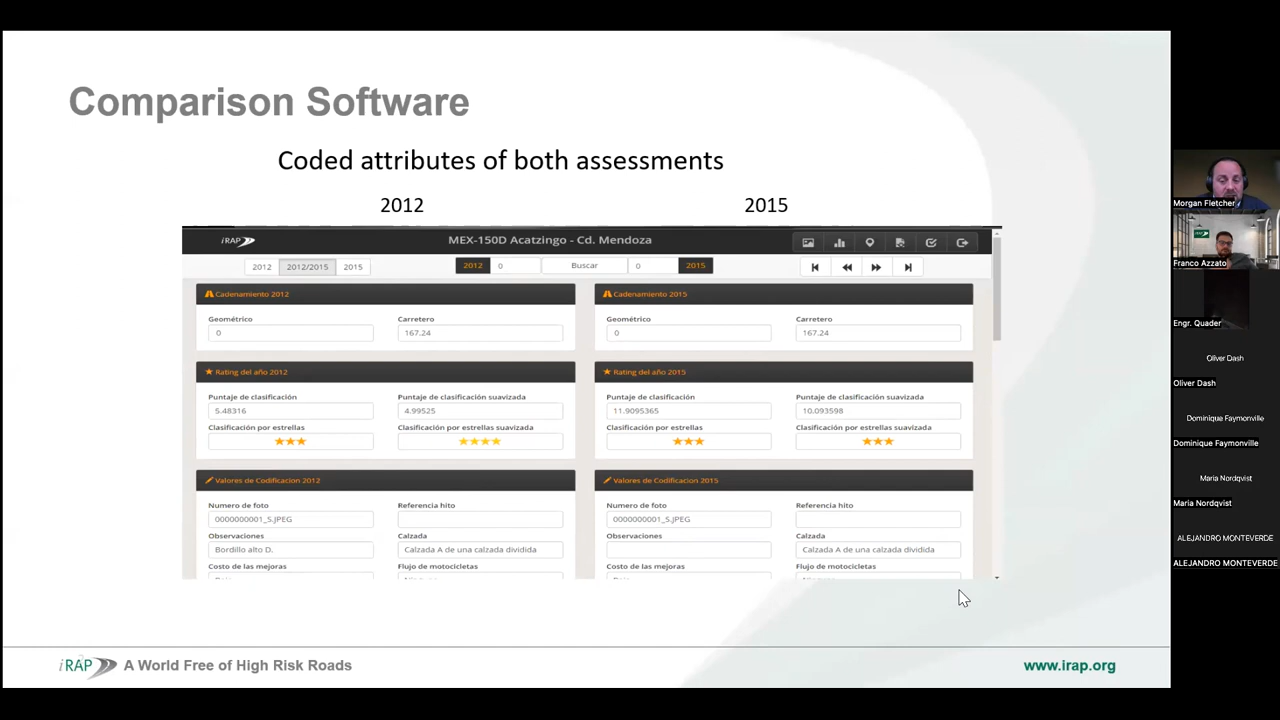 Comparison Software
Coded attributes of both assessments
2012 2015
iRAP MEX-150D Acatzingo - Cd. Mendoza
2012 2012/2015 2015 2012 0 Buscar 0 2015
Cadenamiento 2012 Cadenamiento 2015
Geométrico Carretero Geométrico Carretero
0 167.24 0 167.24
Rating del año 2012 Rating del año 2015
Puntaje de clasificación Puntaje de clasificación suavizada Puntaje de clasificación Puntaje de clasificación suavizada
5.48316 4.99525 11.9095365 10.093598
Clasificación por estrellas Clasificación por estrellas suavizada Clasificación por estrellas Clasificación por estrellas suavizada
Valores de Codificacion 2012 Valores de Codificacion 2015
Numero de foto Referencia hito Numero de foto Referencia hito
0000000001_S.JPEG 0000000001_S.JPEG
Observaciones Calzada Observaciones Calzada
Bordillo alto D. Calzada A de una calzada dividida Calzada A de una calzada dividida
Costo de las mejoras Flujo de motocicletas Costo de las mejoras Flujo de motocicletas
iRAP A World Free of High Risk Roads www.irap.org
Morgan Fletcher
Franco Azzato
Engr. Quader
Oliver Dash
Oliver Dash
Dominique Faymonville
Dominique Faymonville
Maria Nordqvist
Maria Nordqvist
ALEJANDRO MONTEVERDE
ALEJANDRO MONTEVERDE